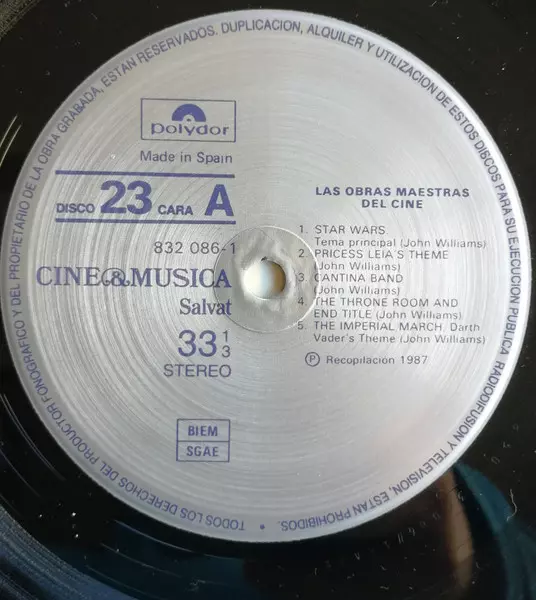 TODOS LOS DERECHOS DEL PRODUCTOR FONOGRAFICO Y DEL PROPIETARIO DE LA OBRA GRABADA, ESTAN RESERVADOS. DUPLICACION, ALQUILER Y UTILIZACION DE ESTOS DISCOS PARA SU EJECUCION PUBLICA RADIODIFUSION Y TELEVISION, ESTAN PROHIBIDOS. •
polydor
Made in Spain
DISCO 23 CARA A
832 086-1
CINE&MUSICA
Salvat
33 1/3
STEREO
BIEM
SGAE
LAS OBRAS MAESTRAS
DEL CINE
1. STAR WARS
Tema principal (John Williams)
2. PRICESS LEIA'S THEME
(John Williams)
3. CANTINA BAND
(John Williams)
4. THE THRONE ROOM AND
END TITLE (John Williams)
5. THE IMPERIAL MARCH, Darth
Vader's Theme (John Williams)
Ⓟ Recopilación 1987